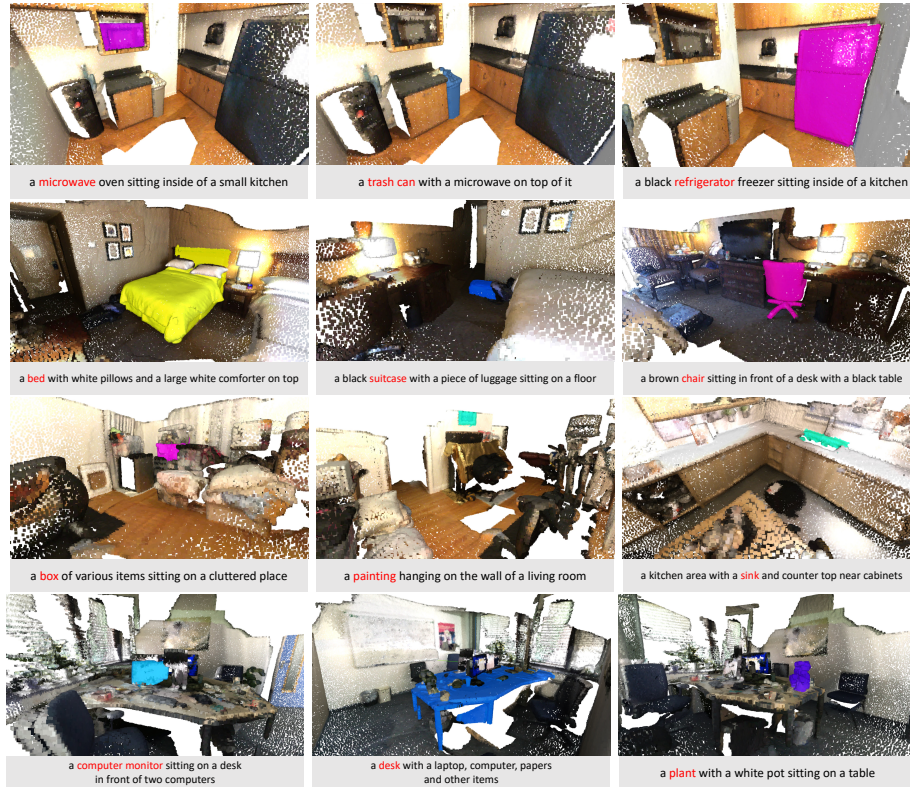 a microwave oven sitting inside of a small kitchen
a trash can with a microwave on top of it
a black refrigerator freezer sitting inside of a kitchen
a bed with white pillows and a large white comforter on top
a black suitcase with a piece of luggage sitting on a floor
a brown chair sitting in front of a desk with a black table
a box of various items sitting on a cluttered place
a painting hanging on the wall of a living room
a kitchen area with a sink and counter top near cabinets
a computer monitor sitting on a desk
in front of two computers
a desk with a laptop, computer, papers
and other items
a plant with a white pot sitting on a table